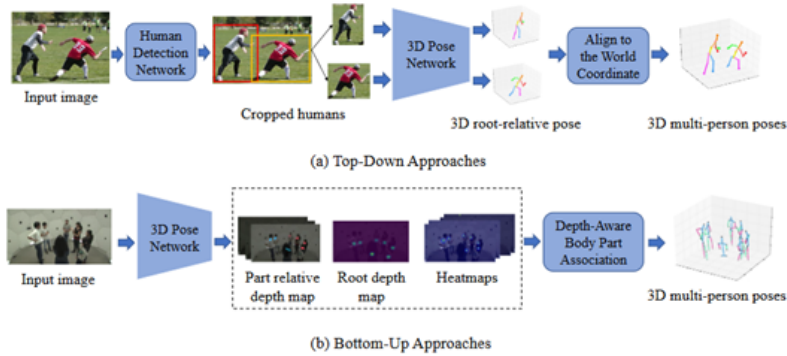 Human
Detection
Network
3D Pose
Network
Align to
the World
Coordinate
Input image
Cropped humans
3D root-relative pose
3D multi-person poses
(a) Top-Down Approaches
3D Pose
Network
Depth-Aware
Body Part
Association
Input image
Part relative
depth map
Root depth
map
Heatmaps
3D multi-person poses
(b) Bottom-Up Approaches